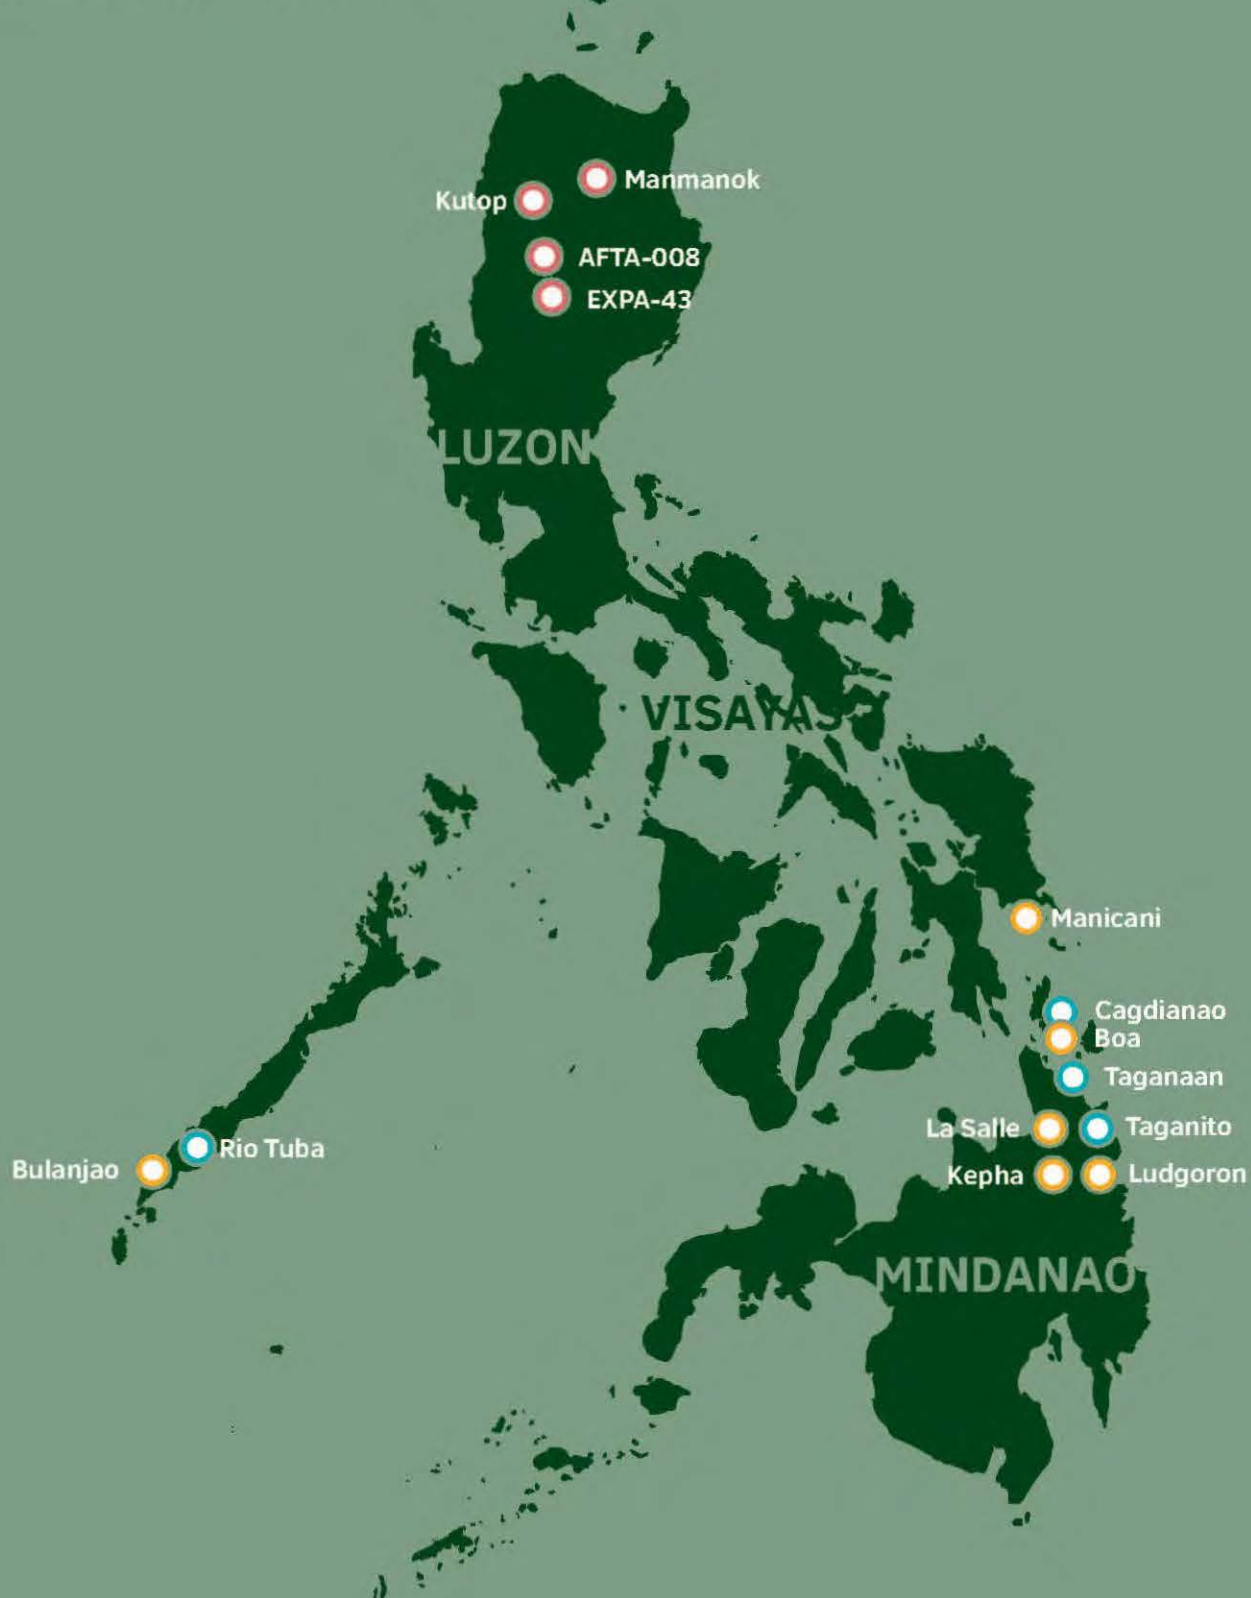 Manmanok
Kutop
AFTA-008
EXPA-43
LUZON
VISAYAS
Manicani
Cagdianao
Boa
Taganaan
La Salle
Taganito
Rio Tuba
Bulanjao
Kepha
Ludgoron
MINDANAO